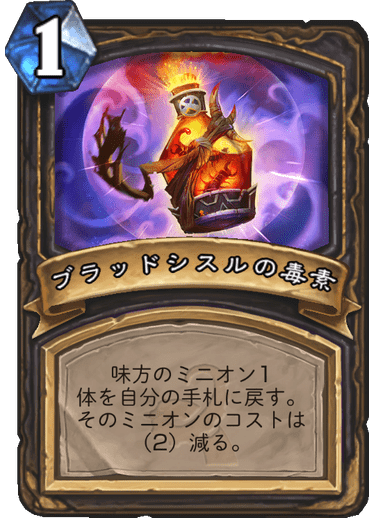 1
ブラッドシスルの毒素
味方のミニオン1
体を自分の手札に戻す。
そのミニオンのコストは
（2）減る。